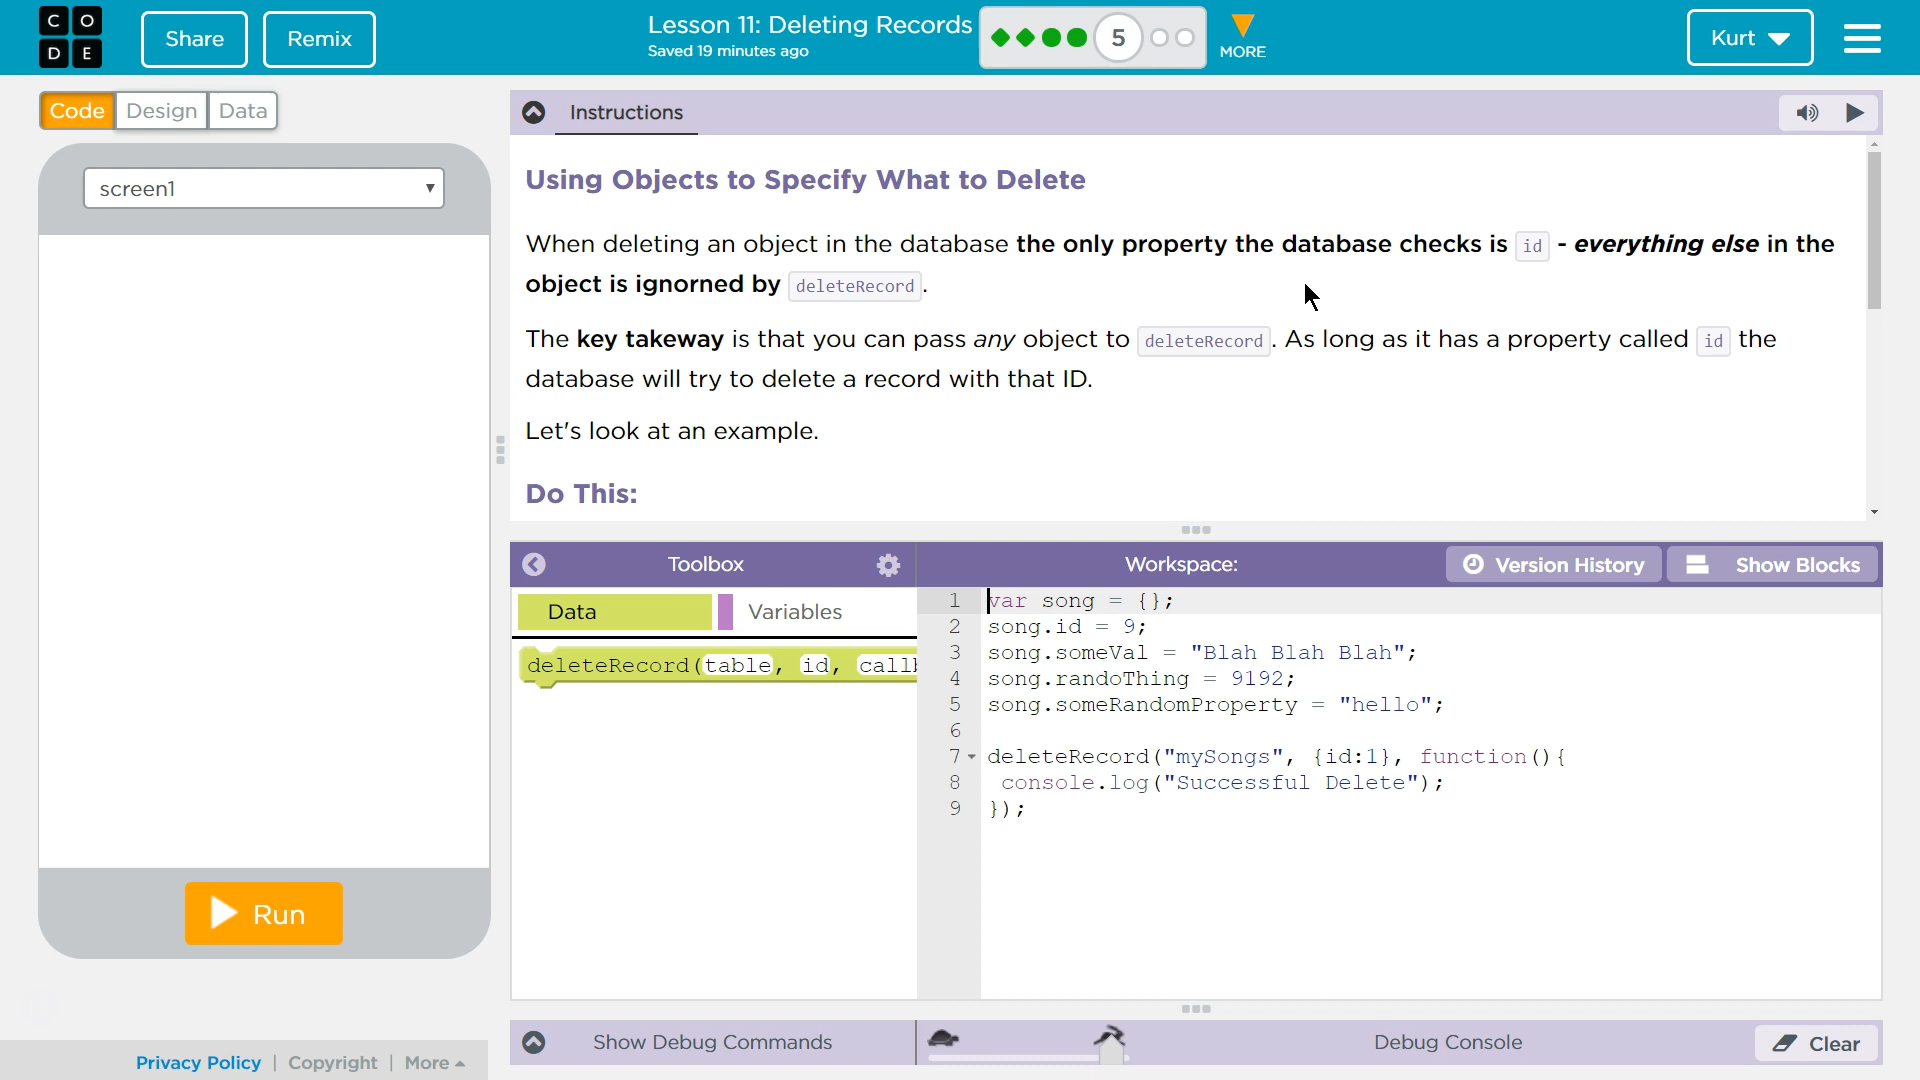 C O
D E
Share
Remix
Lesson 11: Deleting Records
Saved 19 minutes ago
5
MORE
Kurt
Code
Design
Data
screen1
Instructions
Using Objects to Specify What to Delete
When deleting an object in the database the only property the database checks is id - everything else in the
object is ignorned by deleteRecord.
The key takeway is that you can pass any object to deleteRecord. As long as it has a property called id the
database will try to delete a record with that ID.
Let's look at an example.
Do This:
Toolbox
Workspace:
Version History
Show Blocks
Data
Variables
deleteRecord(table, id, callb
1 var song = {};
2 song.id = 9;
3 song.someVal = "Blah Blah Blah";
4 song.randoThing = 9192;
5 song.someRandomProperty = "hello";
6
7 deleteRecord("mySongs", {id:1}, function(){
8 console.log("Successful Delete");
9 });
Run
Show Debug Commands
Debug Console
Clear
Privacy Policy | Copyright | More